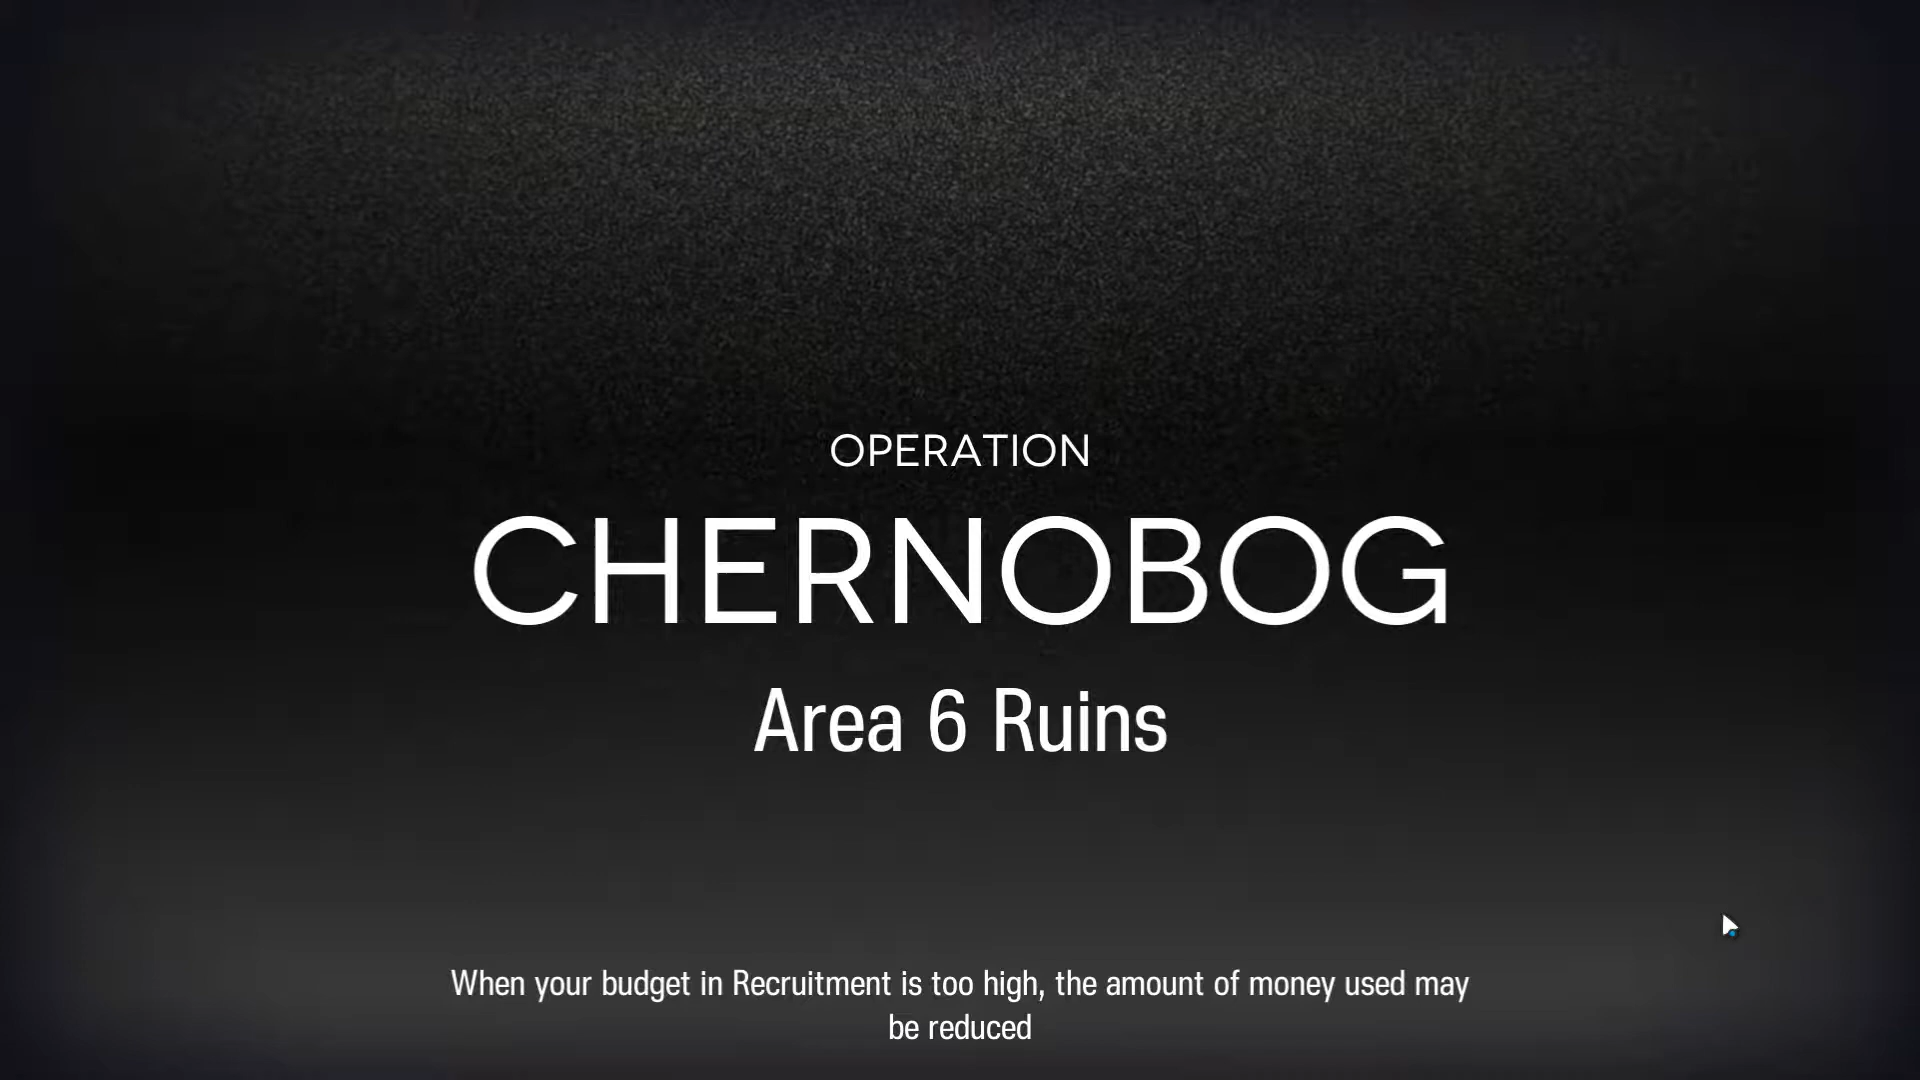 OPERATION
CHERNOBOG
Area 6 Ruins
When your budget in Recruitment is too high, the amount of money used may
be reduced